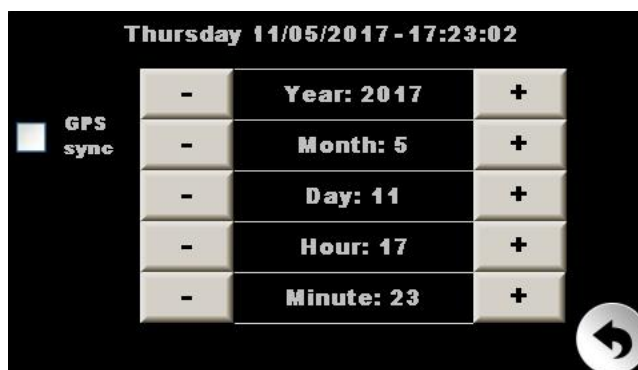 Thursday 11/05/2017-17:23:02
- Year: 2017 +
GPS
sync
- Month: 5 +
- Day: 11 +
- Hour: 17 +
- Minute: 23 +